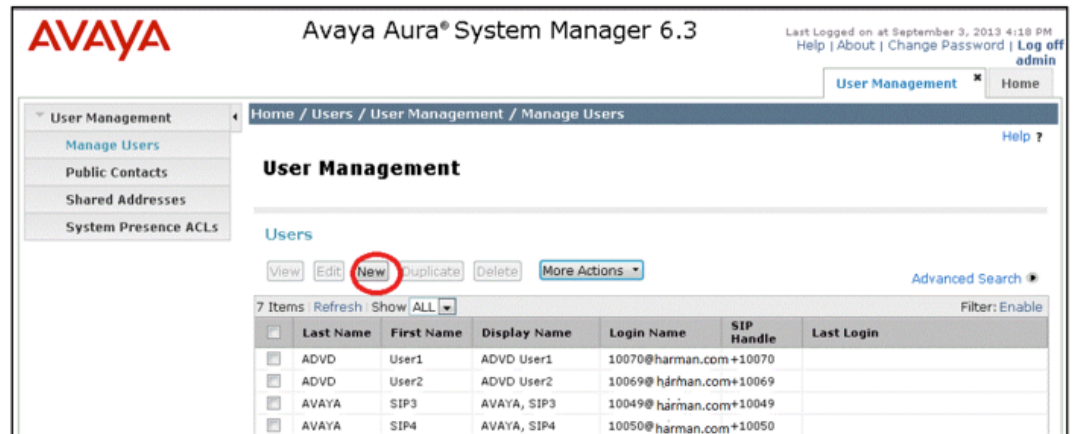 AVAYA
Avaya Aura® System Manager 6.3
Last Logged on at September 3, 2013 4:18 PM
Help | About | Change Password | Log off
admin
User Management × Home
User Management
Manage Users
Public Contacts
Shared Addresses
System Presence ACLs
Home / Users / User Management / Manage Users
Help ?
User Management
Users
View Edit New Duplicate Delete More Actions
Advanced Search
7 Items | Refresh | Show ALL
Filter: Enable
Last Name First Name Display Name Login Name SIP Handle Last Login
ADVD User1 ADVD User1 10070@harman.com +10070
ADVD User2 ADVD User2 10069@harman.com +10069
AVAYA SIP3 AVAYA, SIP3 10049@harman.com +10049
AVAYA SIP4 AVAYA, SIP4 10050@harman.com +10050